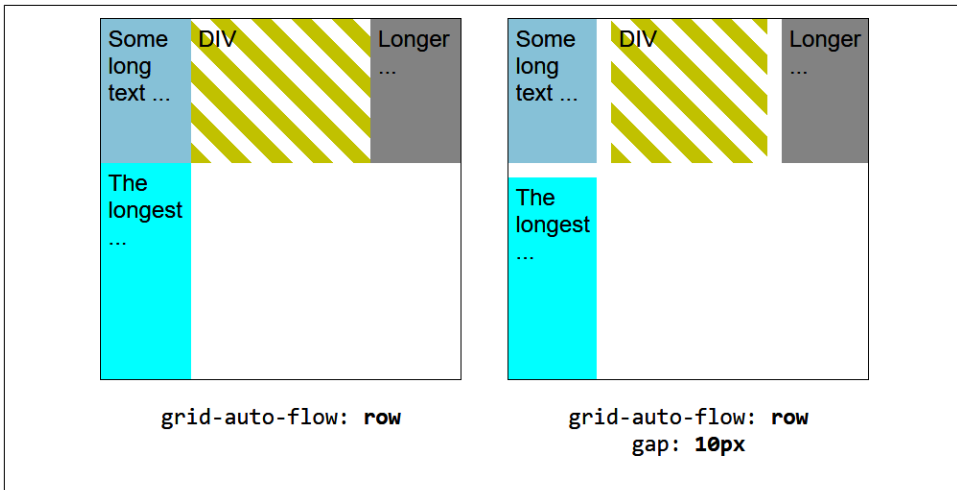 Some
long
text ...
DIV
Longer
...
The
longest
...
grid-auto-flow: row
Some
long
text ...
DIV
Longer
...
The
longest
...
grid-auto-flow: row
gap: 10px